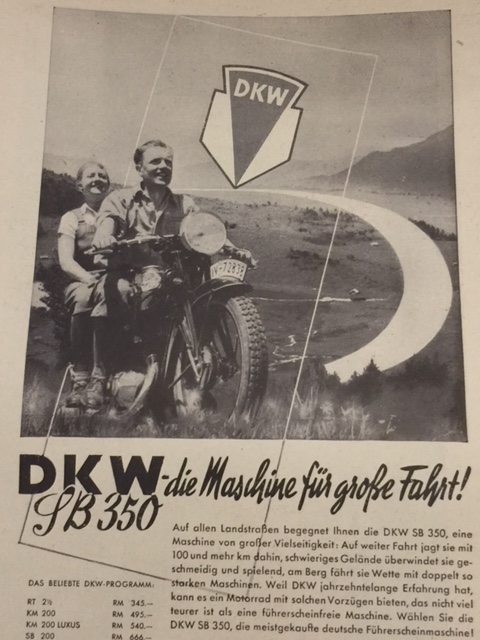 DKW
IV-72838
DKW-die Maschine für große Fahrt!
SB 350
Auf allen Landstraßen begegnet Ihnen die DKW SB 350, eine
Maschine von großer Vielseitigkeit: Auf weiter Fahrt jagt sie mit
100 und mehr km dahin, schwieriges Gelände überwindet sie ge-
schmeidig und spielend, am Berg fährt sie Wette mit doppelt so
starken Maschinen. Weil DKW jahrzehntelange Erfahrung hat,
kann es ein Motorrad mit solchen Vorzügen bieten, das nicht viel
teurer ist als eine führerscheinfreie Maschine. Wählen Sie die
DKW SB 350, die meistgekaufte deutsche Führerscheinmaschine!
DAS BELIEBTE DKW-PROGRAMM:
RT 2½ RM 345.—
KM 200 RM 495.—
KM 200 LUXUS RM 540.—
SB 200 RM 666.—